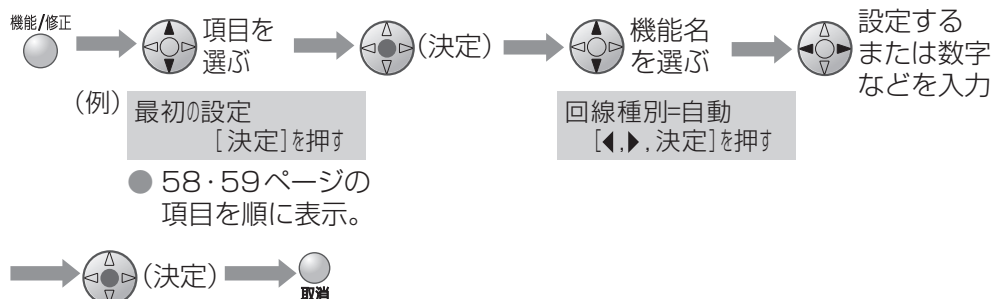 機能/修正
項目を
選ぶ
(決定)
機能名
を選ぶ
設定する
または数字
などを入力
(例)
最初の設定
[決定]を押す
回線種別=自動
[◀,▶,決定]を押す
● 58・59ページの
項目を順に表示。
(決定)
取消